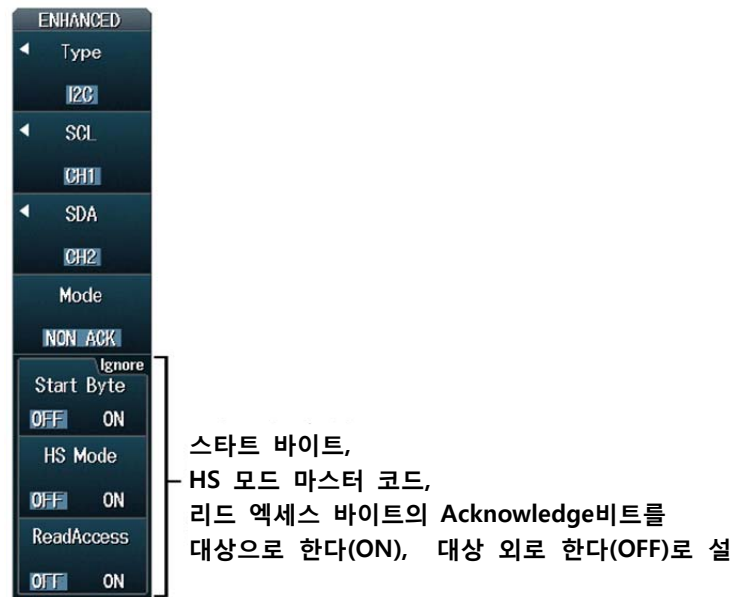 ENHANCED
Type
I2C
SCL
CH1
SDA
CH2
Mode
NON ACK
Ignore
Start Byte
OFF ON
HS Mode
OFF ON
ReadAccess
OFF ON
스타트 바이트,
HS 모드 마스터 코드,
리드 엑세스 바이트의 Acknowledge비트를
대상으로 한다(ON), 대상 외로 한다(OFF)로 설